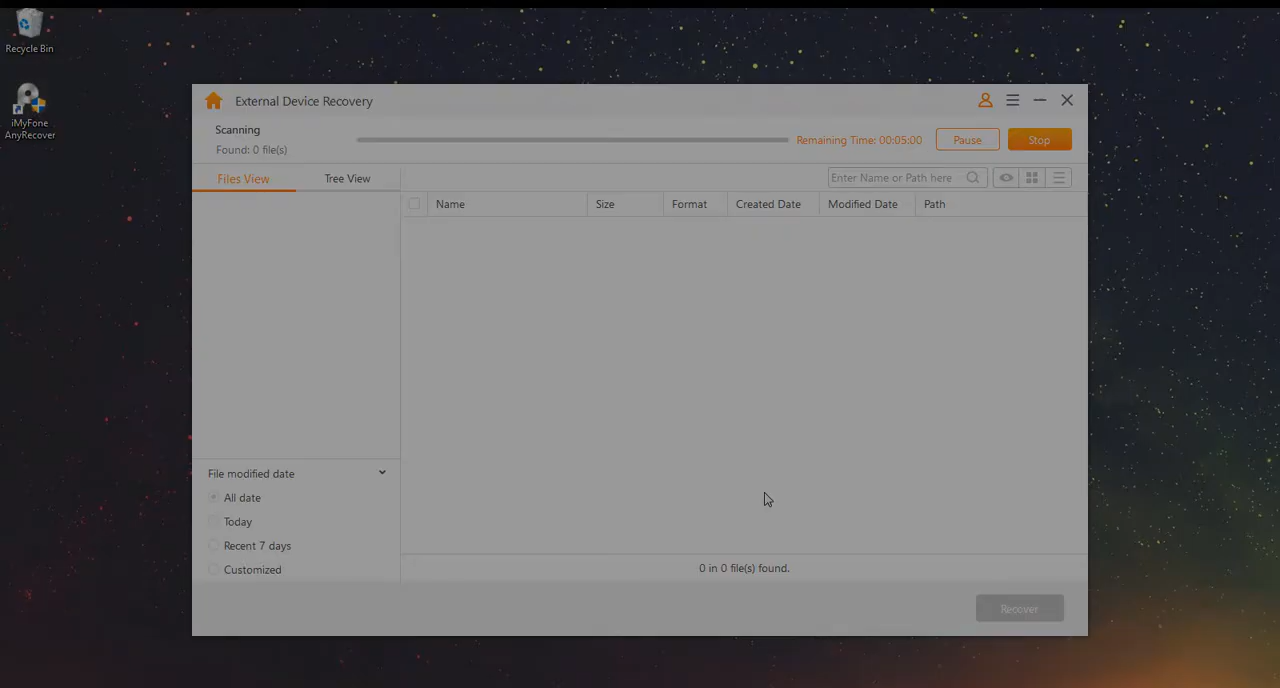 Recycle Bin
iMyFone
AnyRecover
External Device Recovery
Scanning
Found: 0 file(s)
Remaining Time: 00:05:00
Pause
Stop
Files View
Tree View
Enter Name or Path here
Name
Size
Format
Created Date
Modified Date
Path
File modified date
All date
Today
Recent 7 days
Customized
0 in 0 file(s) found.
Recover